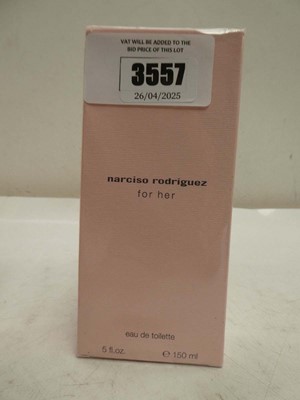 VAT WILL BE ADDED TO THE
BID PRICE OF THIS LOT
3557
26/04/2025
narciso rodriguez
for her
eau de toilette
5 fl.oz. e 150 ml